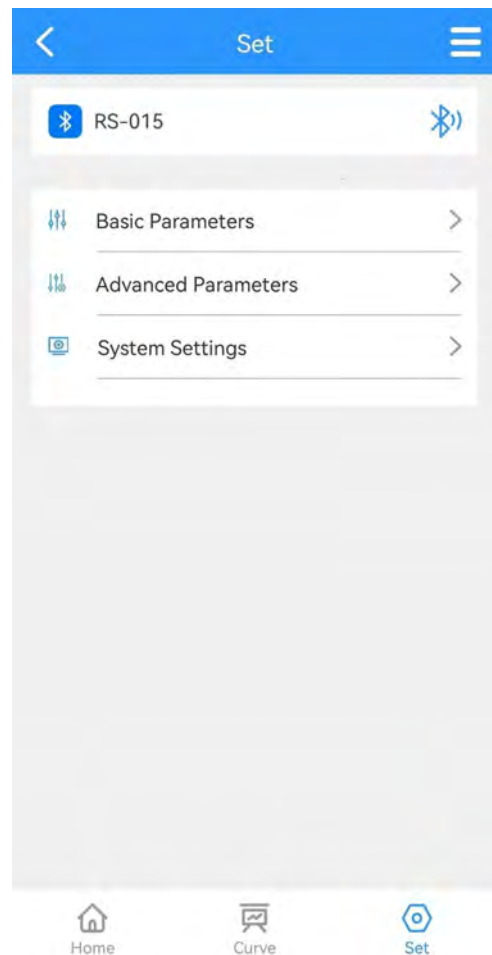 Set
RS-015
Basic Parameters
Advanced Parameters
System Settings
Home Curve Set